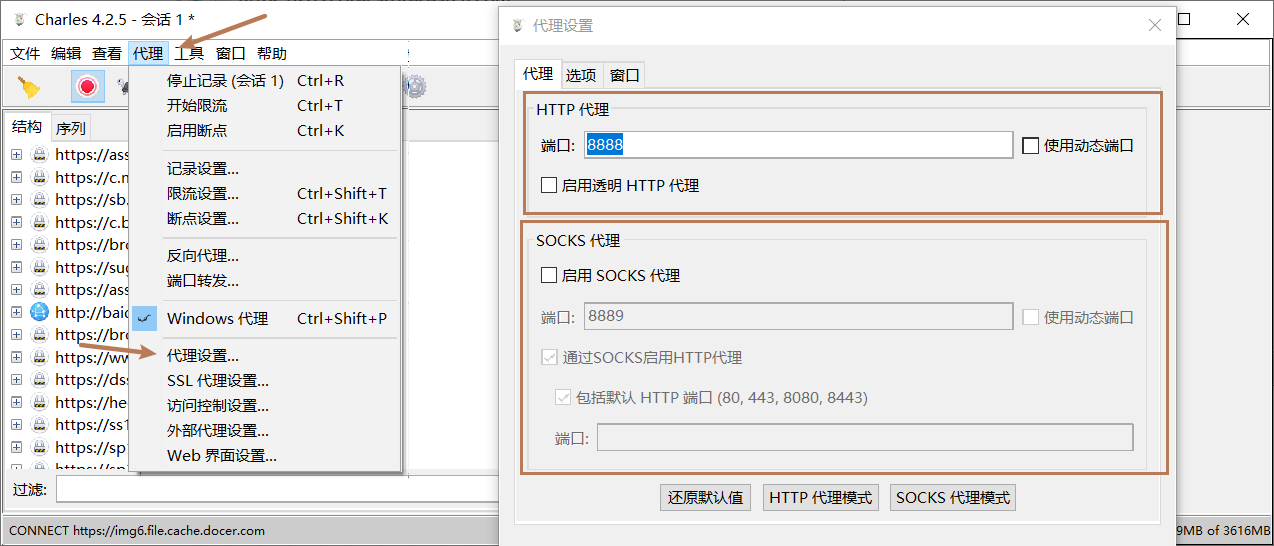 Charles 4.2.5 - 会话 1 *
文件 编辑 查看 代理 工具 窗口 帮助
停止记录 (会话 1) Ctrl+R
开始限流 Ctrl+T
启用断点 Ctrl+K
记录设置...
限流设置... Ctrl+Shift+T
断点设置... Ctrl+Shift+K
反向代理...
端口转发...
Windows 代理 Ctrl+Shift+P
代理设置...
SSL 代理设置...
访问控制设置...
外部代理设置...
Web 界面设置...
结构 序列
https://ass
https://c.m
https://sb.
https://c.b
https://bro
https://sug
https://ass
http://baid
https://bro
https://ww
https://dss
https://hec
https://ss1
https://sp1
过滤:
CONNECT https://img6.file.cache.docer.com
9MB of 3616MB
代理设置
代理 选项 窗口
HTTP 代理
端口: 8888 使用动态端口
启用透明 HTTP 代理
SOCKS 代理
启用 SOCKS 代理
端口: 8889 使用动态端口
通过SOCKS启用HTTP代理
包括默认 HTTP 端口 (80, 443, 8080, 8443)
端口:
还原默认值 HTTP 代理模式 SOCKS 代理模式